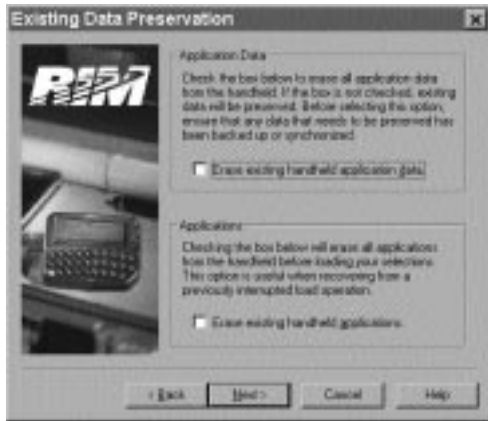 Existing Data Preservation
RIM
Application Data
Check the box below to erase all application data
from the handheld. If the box is not checked, existing
data will be preserved. Before selecting this option,
ensure that any data that needs to be preserved has
been backed up or synchronized.
Erase existing handheld application data.
Applications
Checking the box below will erase all applications
from the handheld before loading your selections.
This option is useful when recovering from a
previously interrupted load operation.
Erase existing handheld applications.
< Back
Next >
Cancel
Help